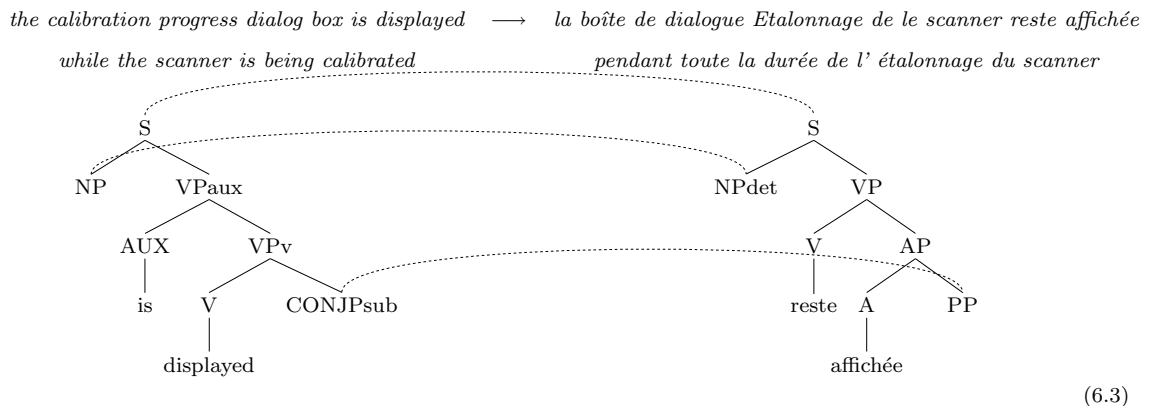 the calibration progress dialog box is displayed ⟶ la boîte de dialogue Etalonnage de le scanner reste affichée
while the scanner is being calibrated pendant toute la durée de l' étalonnage du scanner
S S
NP VPaux NPdet VP
AUX VPv V AP
is V CONJPsub reste A PP
displayed affichée
(6.3)